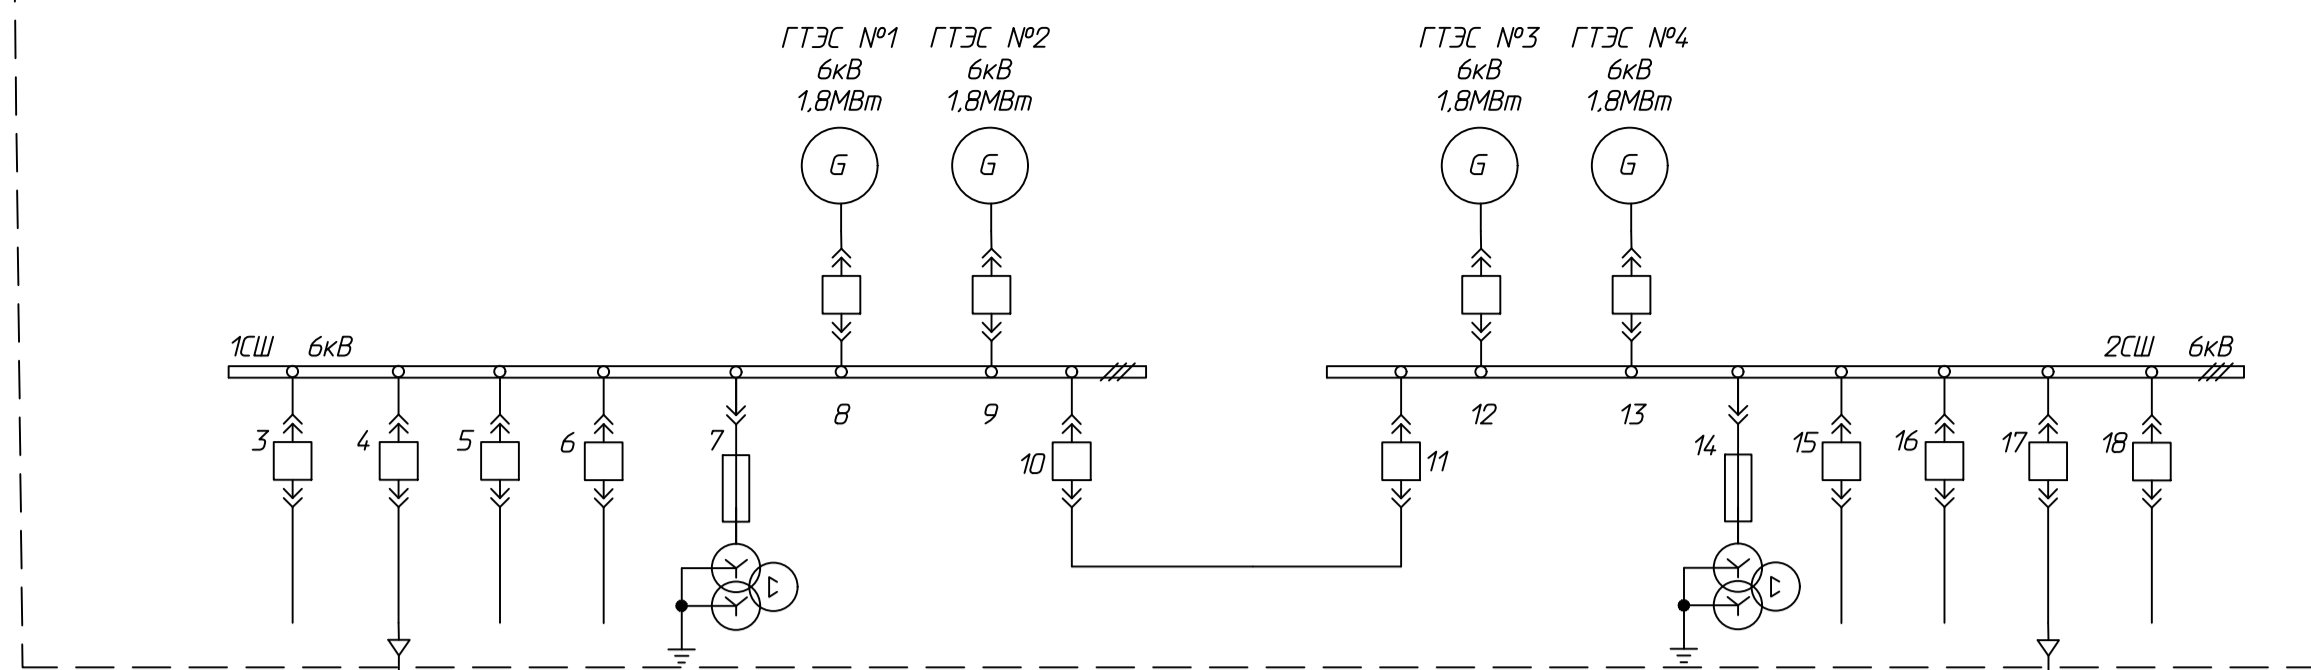 ГТЭС №1
6кВ
1,8МВт
ГТЭС №2
6кВ
1,8МВт
ГТЭС №3
6кВ
1,8МВт
ГТЭС №4
6кВ
1,8МВт
G
G
G
G
1СШ 6кВ
2СШ 6кВ
8
9
12
13
3
4
5
6
7
10
11
14
15
16
17
18